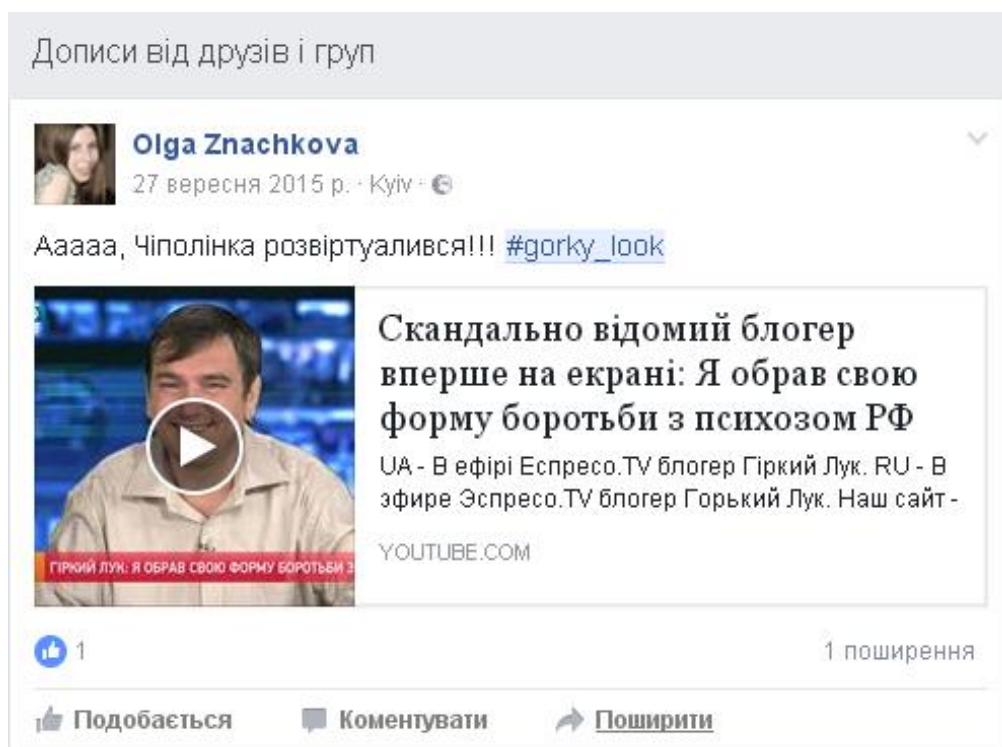 Дописи від друзів і груп
Olga Znachkova
27 вересня 2015 р. · Kyiv ·
Ааааа, Чіполінка розвіртуалився!!! #gorky_look
Скандально відомий блогер
вперше на екрані: Я обрав свою
форму боротьби з психозом РФ
UA - В ефірі Еспресо.TV блогер Гіркий Лук. RU - В
эфире Эспресо.TV блогер Горький Лук. Наш сайт -
YOUTUBE.COM
ГІРКИЙ ЛУК: Я ОБРАВ СВОЮ ФОРМУ БОРОТЬБИ З
1
1 поширення
Подобається Коментувати Поширити